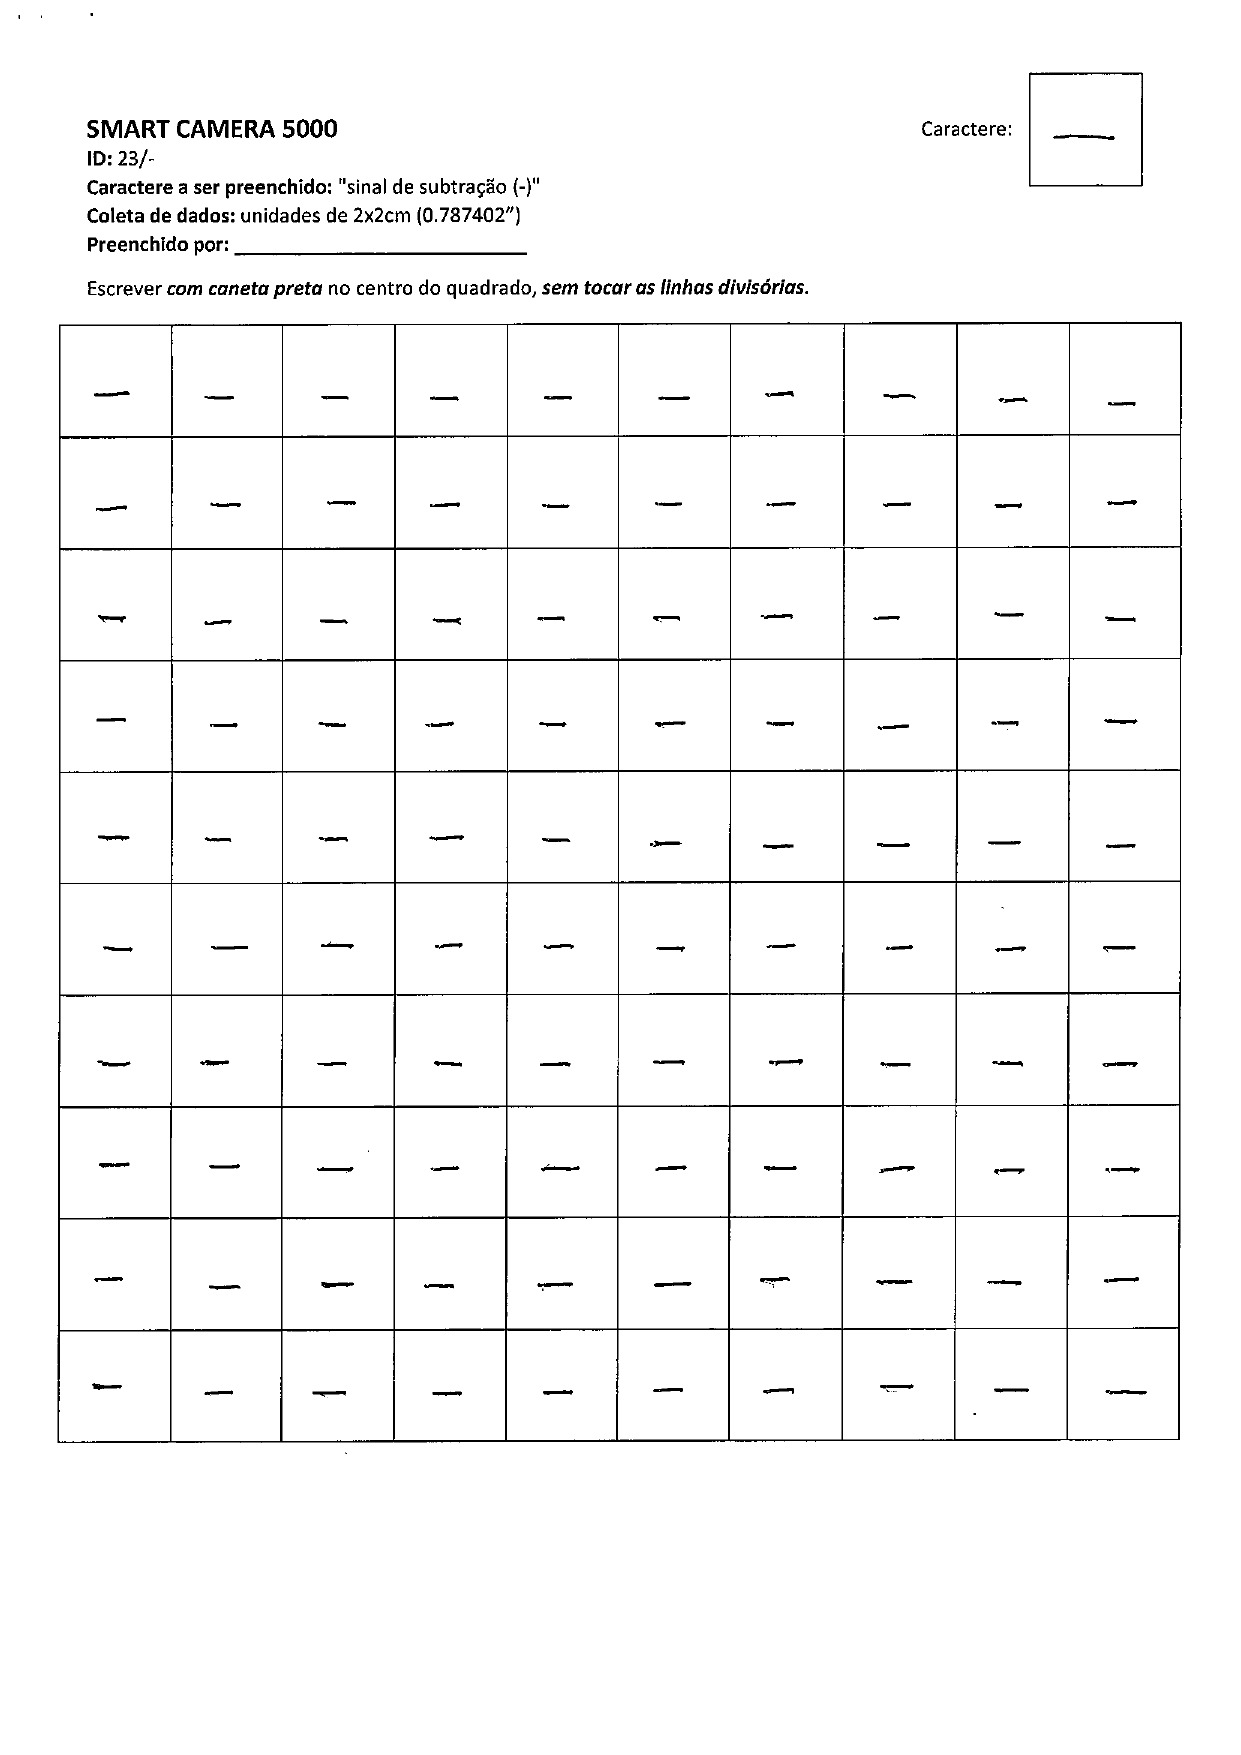 SMART CAMERA 5000
Caractere: —
ID: 23/-
Caractere a ser preenchido: "sinal de subtração (-)"
Coleta de dados: unidades de 2x2cm (0.787402”)
Preenchido por: 
Escrever com caneta preta no centro do quadrado, sem tocar as linhas divisórias.
— — — — — — — — — —
— — — — — — — — — —
— — — — — — — — — —
— — — — — — — — — —
— — — — — — — — — —
— — — — — — — — — —
— — — — — — — — — —
— — — — — — — — — —
— — — — — — — — — —
— — — — — — — — — —